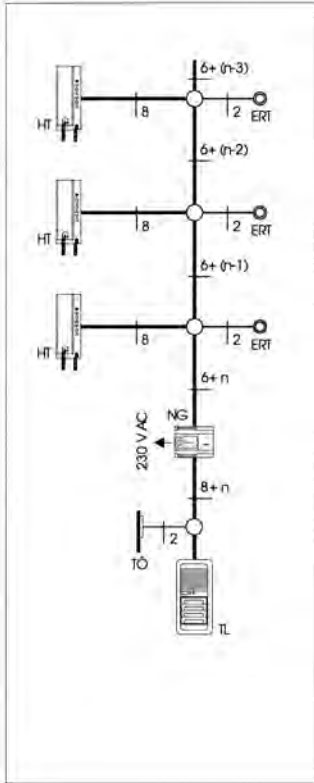 6+ (n-3)
HT
8
2
ERT
6+ (n-2)
HT
8
2
ERT
6+ (n-1)
HT
8
2
ERT
6+ n
NG
230 V AC
8+ n
TÖ
2
TL